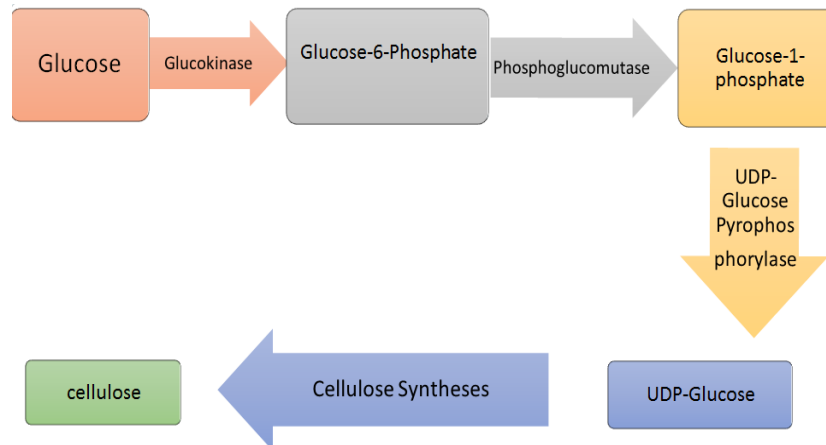 Glucose
Glucokinase
Glucose-6-Phosphate
Phosphoglucomutase
Glucose-1-
phosphate
UDP-
Glucose
Pyrophos
phorylase
UDP-Glucose
Cellulose Syntheses
cellulose